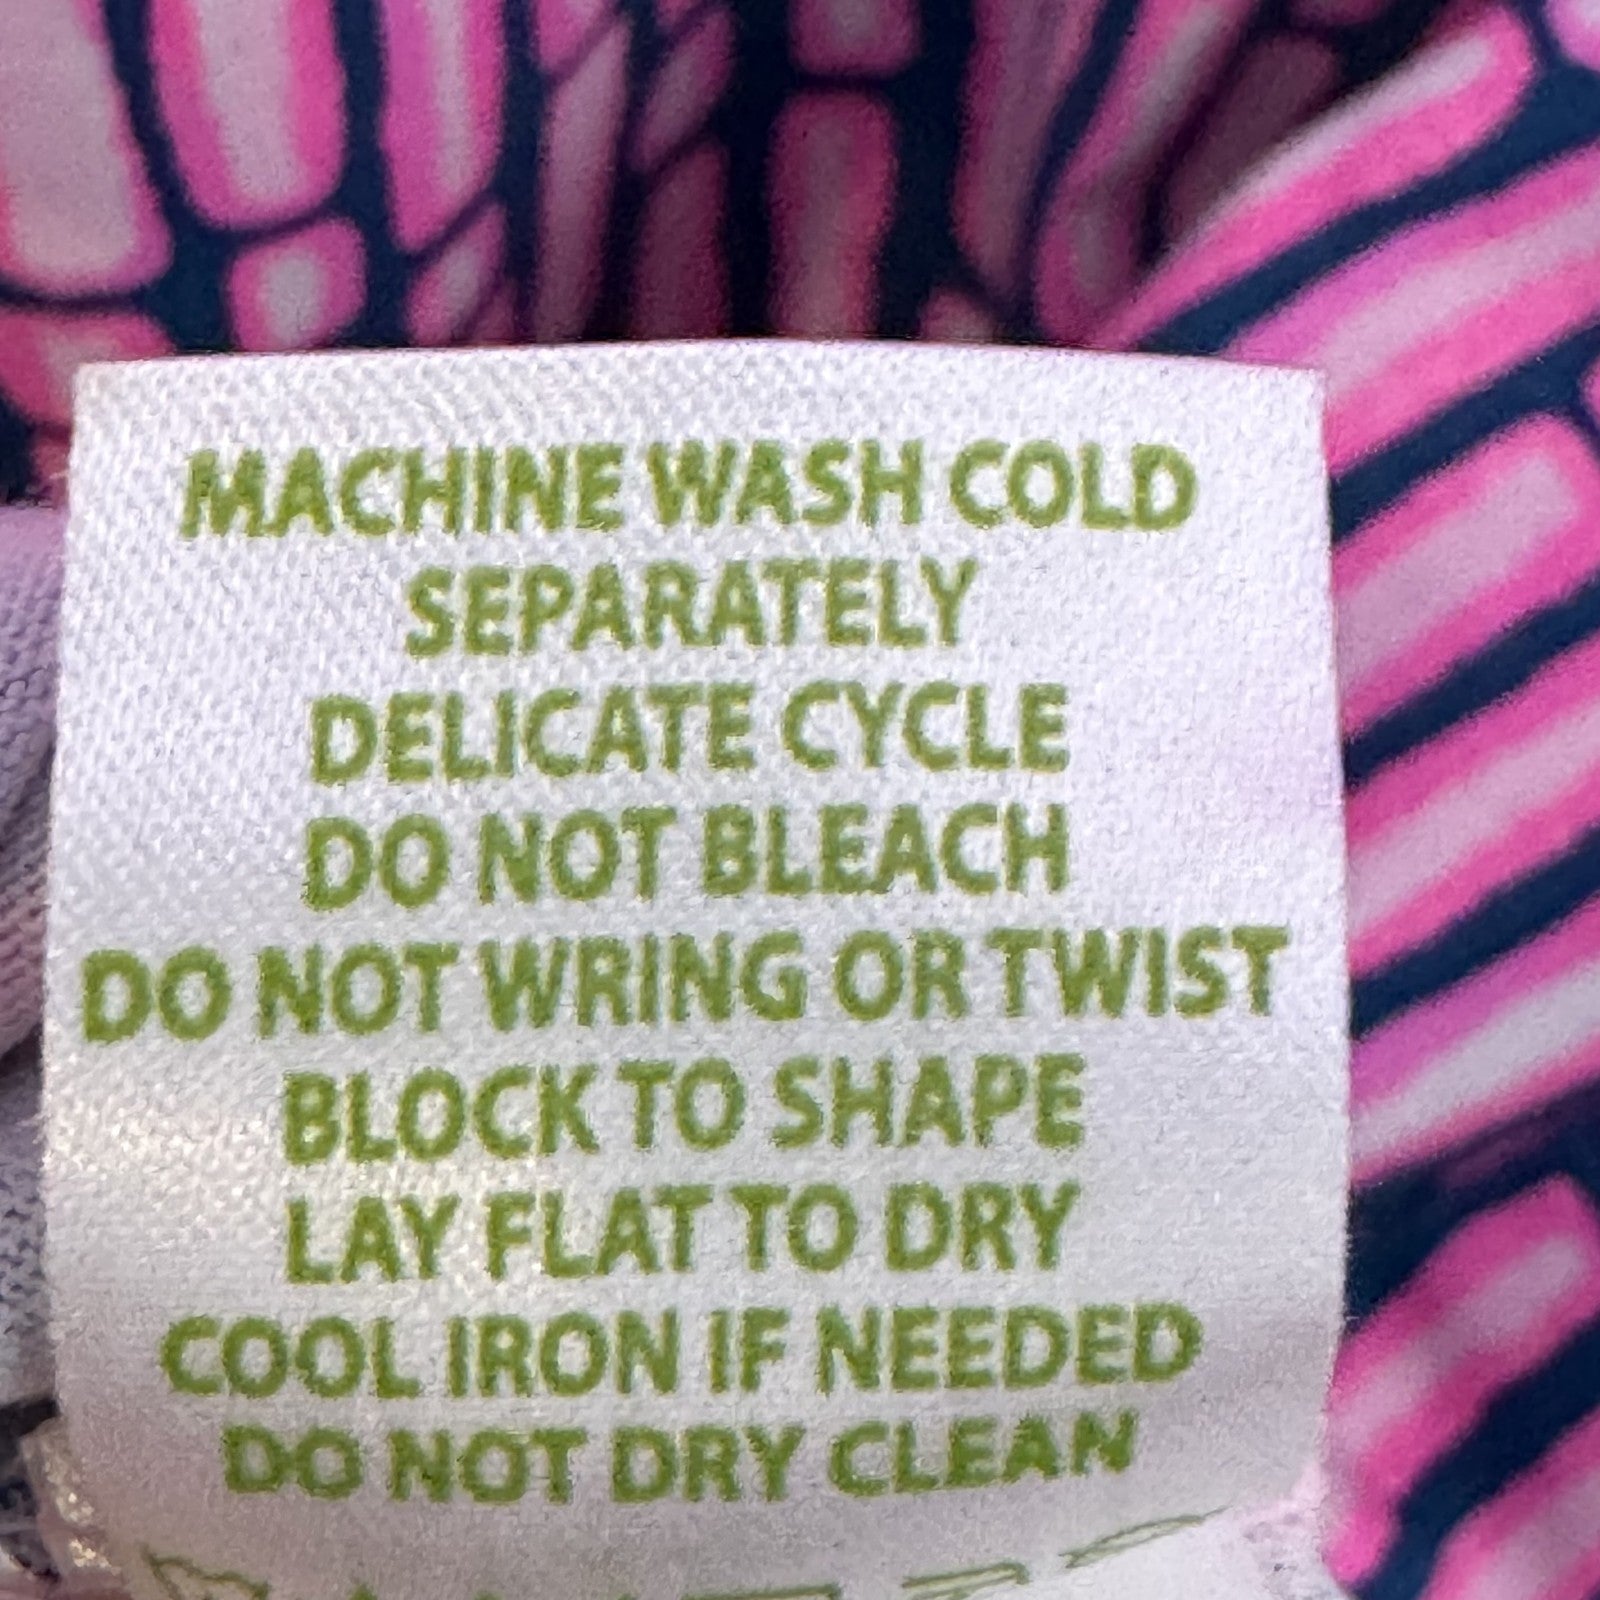 MACHINE WASH COLD
SEPARATELY
DELICATE CYCLE
DO NOT BLEACH
DO NOT WRING OR TWIST
BLOCK TO SHAPE
LAY FLAT TO DRY
COOL IRON IF NEEDED
DO NOT DRY CLEAN